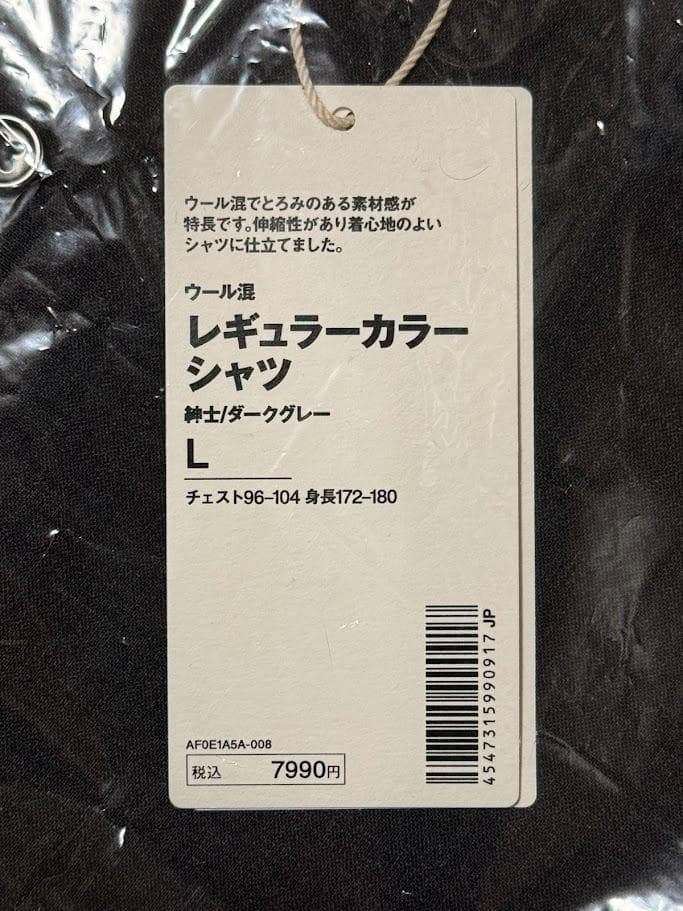 ウール混でとろみのある素材感が
特長です。伸縮性があり着心地のよい
シャツに仕立てました。
ウール混
レギュラーカラー
シャツ
紳士/ダークグレー
L
チェスト96–104 身長172–180
AF0E1A5A-008
税込 7990円
4547315990917 JP